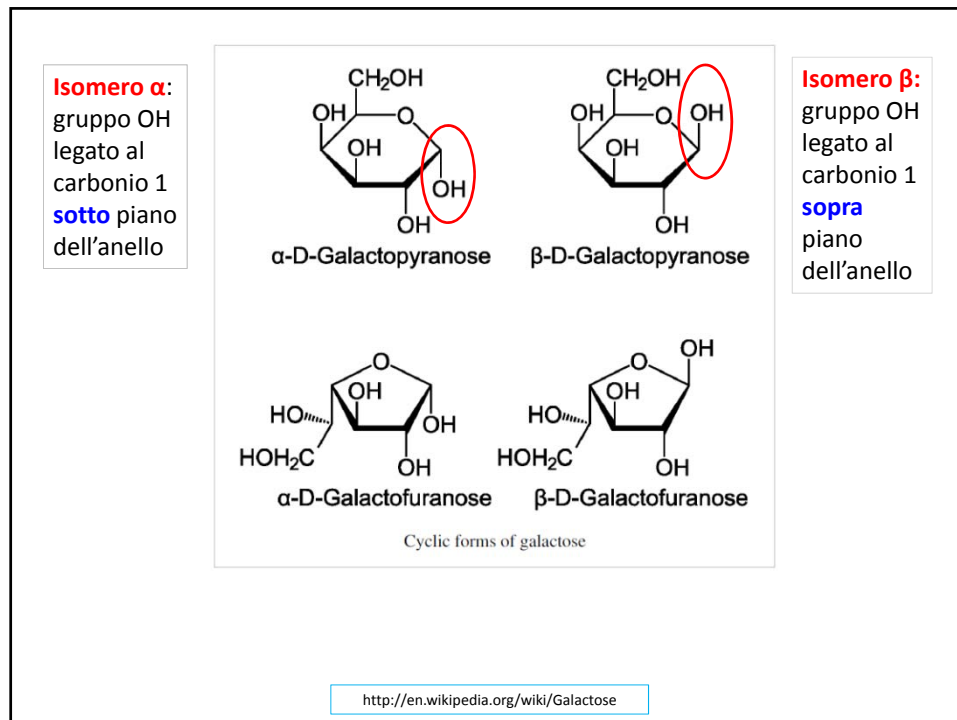 Isomero α:
gruppo OH
legato al
carbonio 1
sotto piano
dell'anello
CH₂OH
OH
O
OH
OH
OH
α-D-Galactopyranose
CH₂OH
OH
O
OH
OH
OH
β-D-Galactopyranose
Isomero β:
gruppo OH
legato al
carbonio 1
sopra
piano
dell'anello
O
OH
HO
OH
HOH₂C
OH
α-D-Galactofuranose
OH
O
OH
HO
HOH₂C
OH
β-D-Galactofuranose
Cyclic forms of galactose
http://en.wikipedia.org/wiki/Galactose